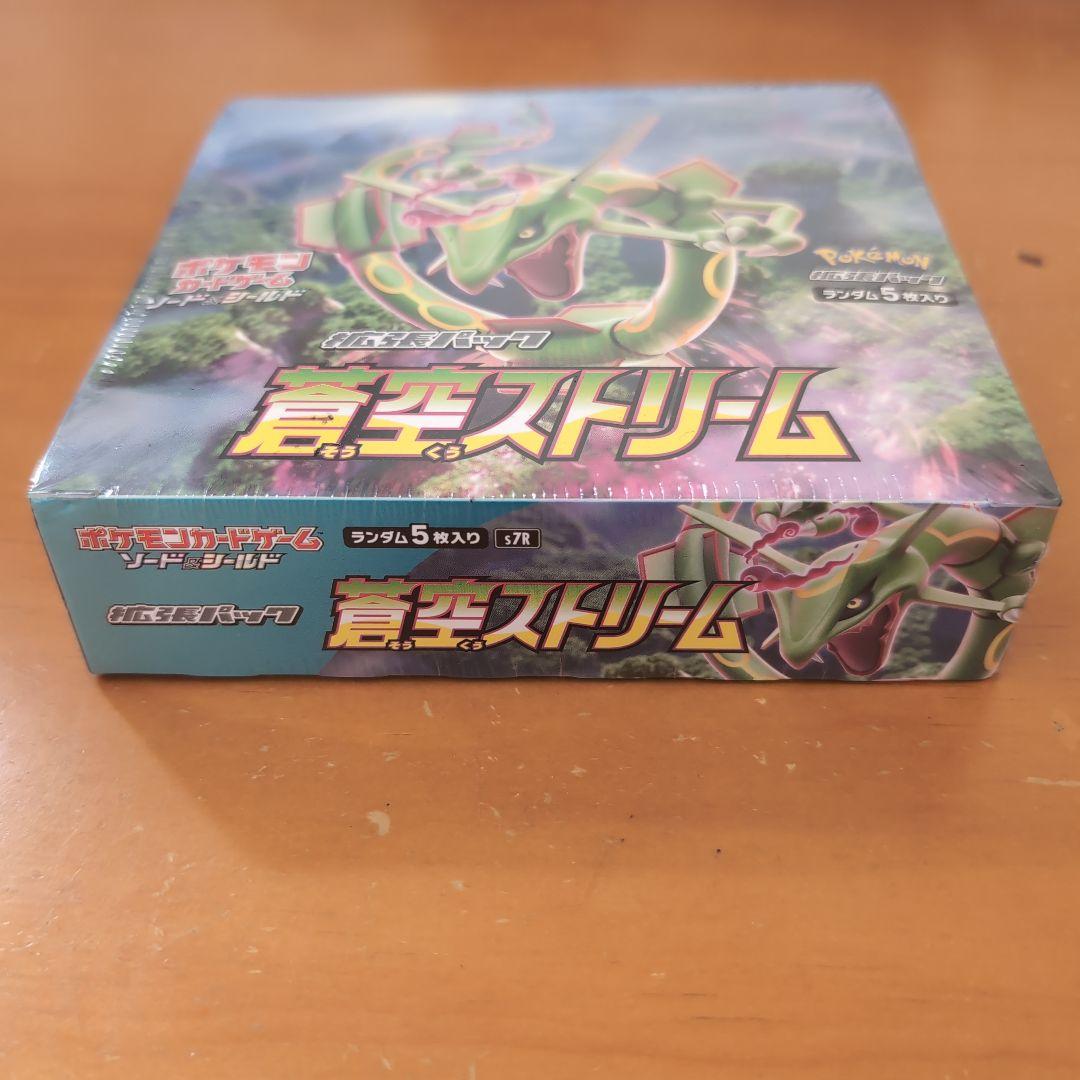 ポケモン
カードゲーム
ソード&シールド
Pokémon
拡張パック
ランダム5枚入り
拡張パック
蒼空ストリーム
そう くう
ポケモンカードゲーム
ソード&シールド
ランダム5枚入り s7R
拡張パック
蒼空ストリーム
そう くう